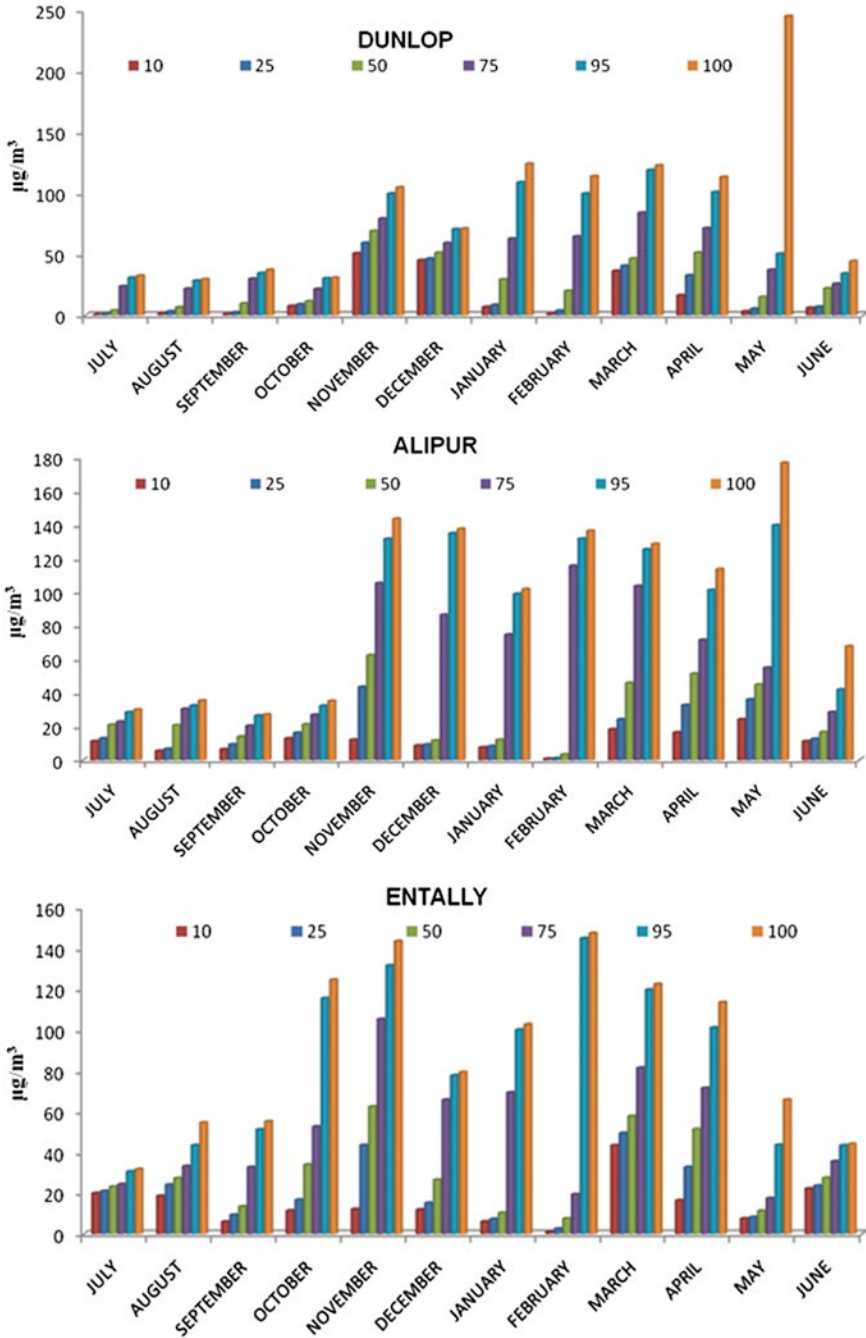 DUNLOP
10 25 50 75 95 100
µg/m³
250
200
150
100
50
0
JULY AUGUST SEPTEMBER OCTOBER NOVEMBER DECEMBER JANUARY FEBRUARY MARCH APRIL MAY JUNE
ALIPUR
10 25 50 75 95 100
µg/m³
180
160
140
120
100
80
60
40
20
0
JULY AUGUST SEPTEMBER OCTOBER NOVEMBER DECEMBER JANUARY FEBRUARY MARCH APRIL MAY JUNE
ENTALLY
10 25 50 75 95 100
µg/m³
160
140
120
100
80
60
40
20
0
JULY AUGUST SEPTEMBER OCTOBER NOVEMBER DECEMBER JANUARY FEBRUARY MARCH APRIL MAY JUNE